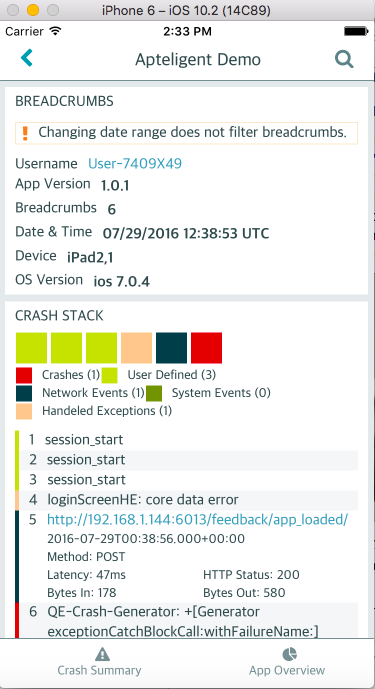 iPhone 6 – iOS 10.2 (14C89)
Carrier 2:33 PM
Apteligent Demo
BREADCRUMBS
! Changing date range does not filter breadcrumbs.
Username User-7409X49
App Version 1.0.1
Breadcrumbs 6
Date & Time 07/29/2016 12:38:53 UTC
Device iPad2,1
OS Version ios 7.0.4
CRASH STACK
Crashes (1) User Defined (3)
Network Events (1) System Events (0)
Handeled Exceptions (1)
1 session_start
2 session_start
3 session_start
4 loginScreenHE: core data error
5 http://192.168.1.144:6013/feedback/app_loaded/
2016-07-29T00:38:56.000+00:00
Method: POST
Latency: 47ms HTTP Status: 200
Bytes In: 178 Bytes Out: 580
6 QE-Crash-Generator: +[Generator
exceptionCatchBlockCall:withFailureName:]
Crash Summary App Overview